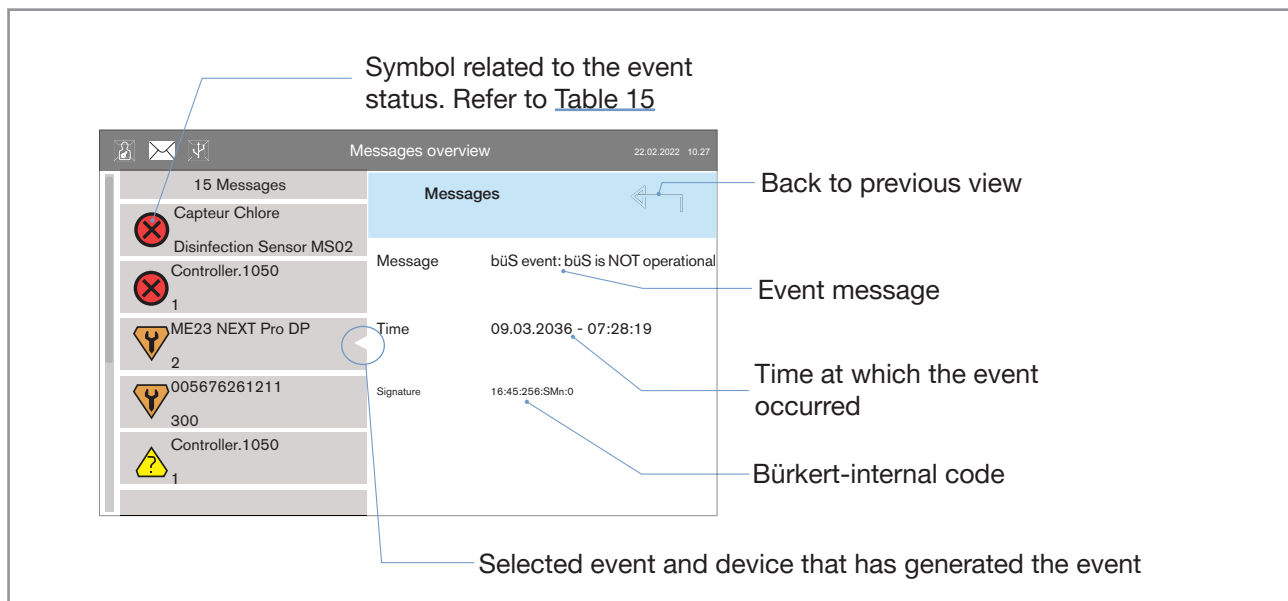 Symbol related to the event
status. Refer to Table 15
Messages overview
22.02.2022 10.27
15 Messages
Capteur Chlore
Disinfection Sensor MS02
Controller.1050
1
ME23 NEXT Pro DP
2
005676261211
300
Controller.1050
1
Messages
Message
büS event: büS is NOT operational
Time
09.03.2036 - 07:28:19
Signature
16:45:256:SMn:0
Back to previous view
Event message
Time at which the event
occurred
Bürkert-internal code
Selected event and device that has generated the event